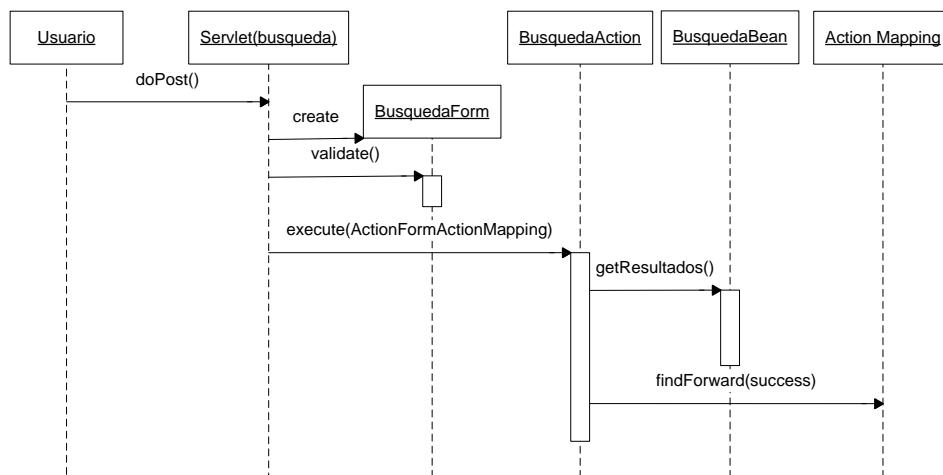 Usuario
Servlet(busqueda)
BusquedaAction
BusquedaBean
Action Mapping
doPost()
BusquedaForm
create
validate()
execute(ActionFormActionMapping)
getResultados()
findForward(success)